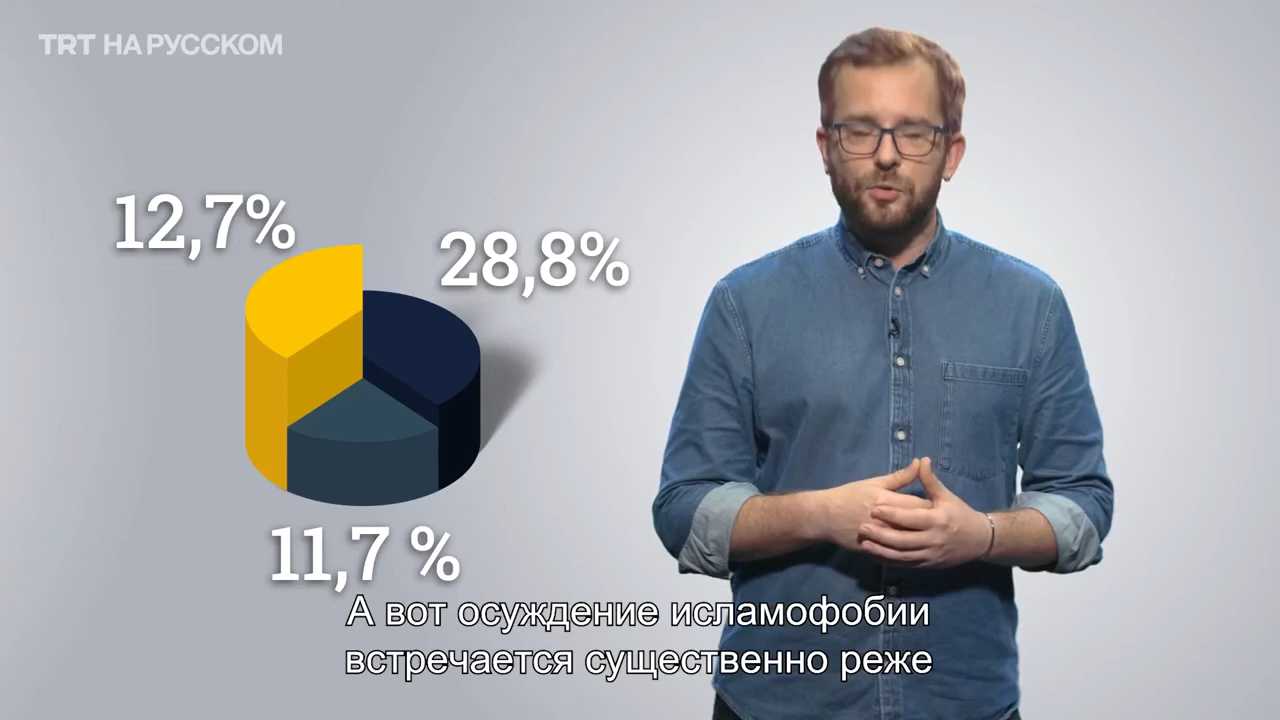 TRT НА РУССКОМ
12,7%
28,8%
11,7 %
А вот осуждение исламофобии
встречается существенно реже